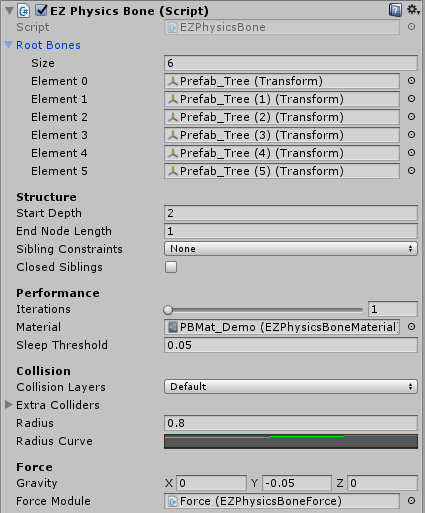 EZ Physics Bone (Script)
Script EZPhysicsBone
Root Bones
Size 6
Element 0 Prefab_Tree (Transform)
Element 1 Prefab_Tree (1) (Transform)
Element 2 Prefab_Tree (2) (Transform)
Element 3 Prefab_Tree (3) (Transform)
Element 4 Prefab_Tree (4) (Transform)
Element 5 Prefab_Tree (5) (Transform)
Structure
Start Depth 2
End Node Length 1
Sibling Constraints None
Closed Siblings
Performance
Iterations 1
Material PBMat_Demo (EZPhysicsBoneMaterial)
Sleep Threshold 0.05
Collision
Collision Layers Default
Extra Colliders
Radius 0.8
Radius Curve
Force
Gravity X 0 Y -0.05 Z 0
Force Module Force (EZPhysicsBoneForce)